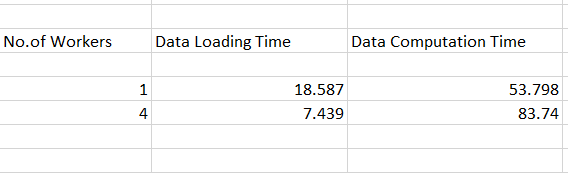 No.of Workers Data Loading Time Data Computation Time
1 18.587 53.798
4 7.439 83.74